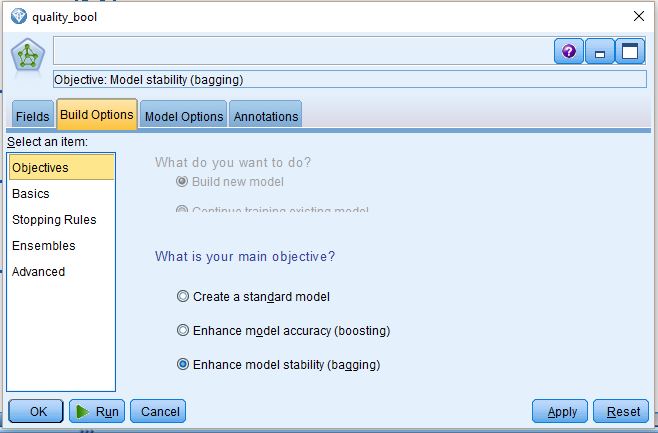 quality_bool
Objective: Model stability (bagging)
Fields Build Options Model Options Annotations
Select an item:
Objectives
Basics
Stopping Rules
Ensembles
Advanced
What do you want to do?
Build new model
Continue training existing model
What is your main objective?
Create a standard model
Enhance model accuracy (boosting)
Enhance model stability (bagging)
OK Run Cancel Apply Reset